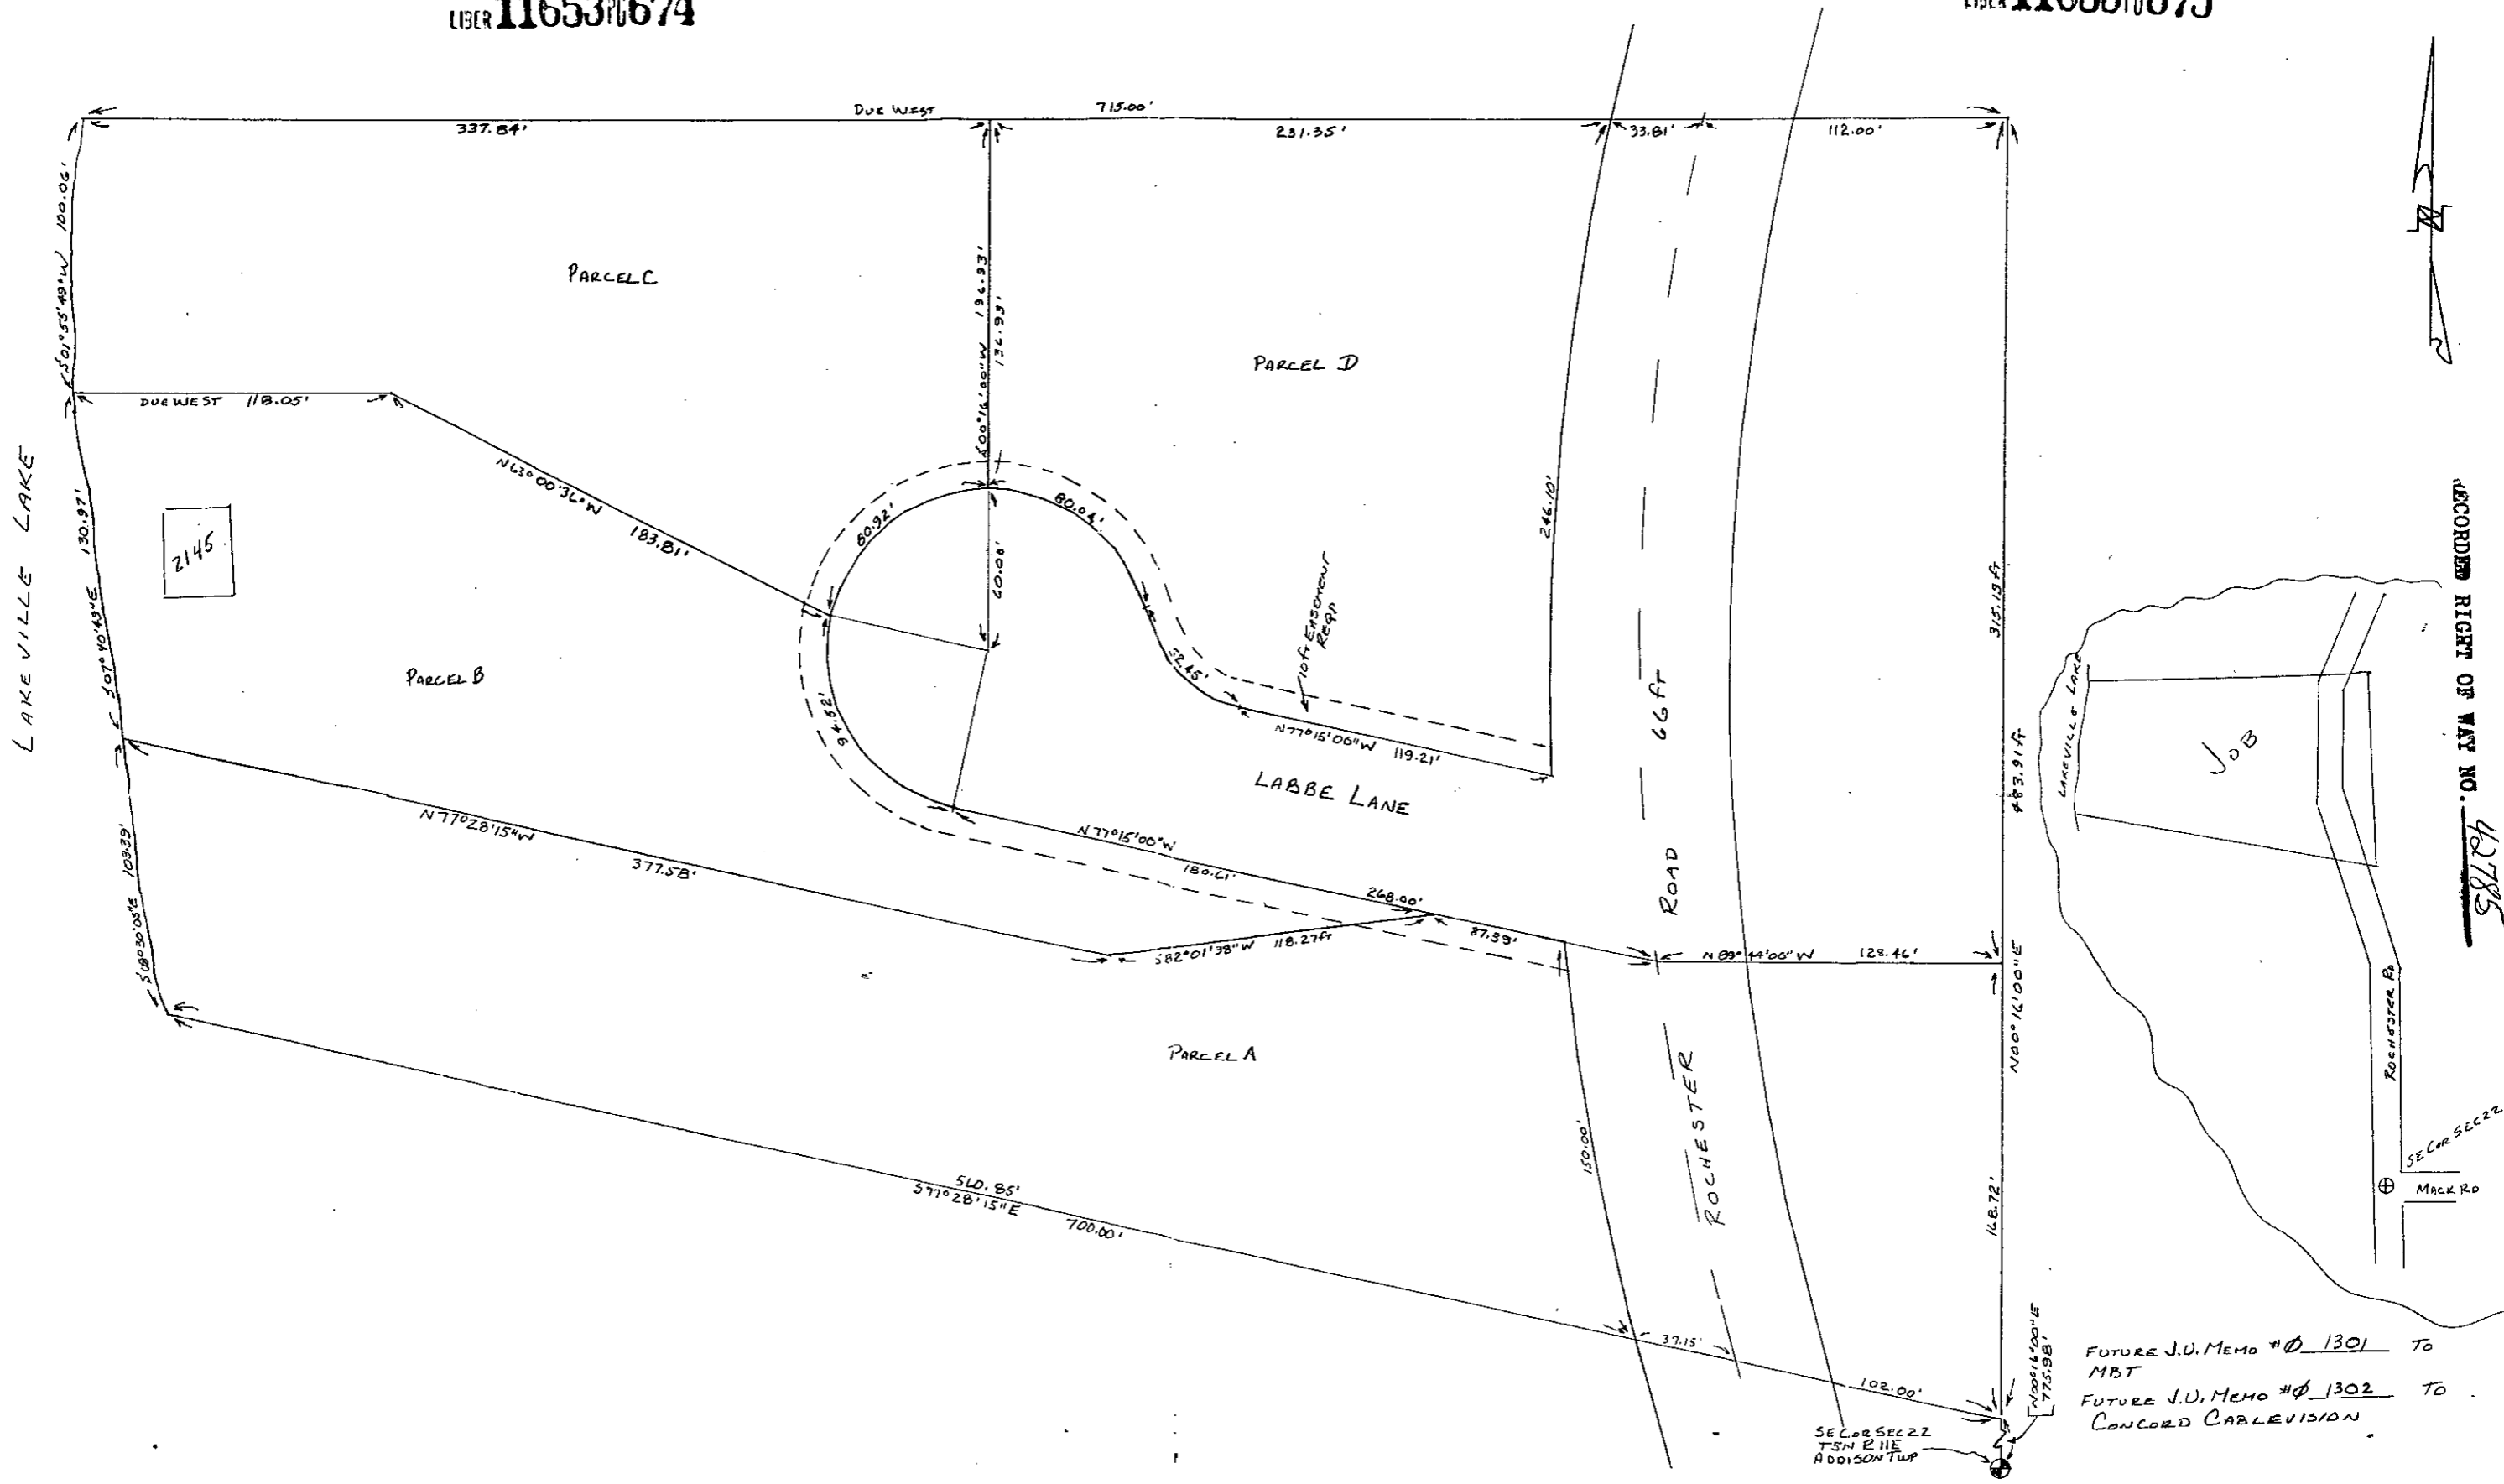 LIBER 11653 PG 674
DUE WEST 715.00'
337.84'
231.35'
33.81'
112.00'
S01°55'49"W 100.06'
PARCEL C
S00°16'00"W 196.93'
136.93'
PARCEL D
DUE WEST 118.05'
N63°00'36"W
183.81'
80.92'
80.04'
60.00'
52.45'
94.52'
246.10'
10ft EASEMENT
REQD
LAKEVILLE LAKE
130.97'
S07°40'49"E
2145
PARCEL B
N77°15'00"W 119.21'
LABBE LANE
66 ft
ROAD
ROCHESTER
315.19 ft
483.91 ft
N00°16'00"E
168.72'
N77°28'15"W
377.58'
N77°15'00"W
180.61'
268.00'
87.39'
S82°01'38"W 118.27ft
N89°44'00"W 128.46'
103.39'
S08°30'05"E
PARCEL A
150.00'
560.85'
S77°28'15"E
700.00'
37.15'
102.00'
N00°16'00"E
775.98'
SE COR SEC 22
T5N R11E
ADDISON TWP
RECORDED RIGHT OF WAY NO. 42785
LAKEVILLE LAKE
JOB
ROCHESTER RD
SE COR SEC 22
MACK RD
FUTURE J.U. MEMO #Ø 1301 TO
MBT
FUTURE J.U. MEMO #Ø 1302 TO
CONCORD CABLEVISION